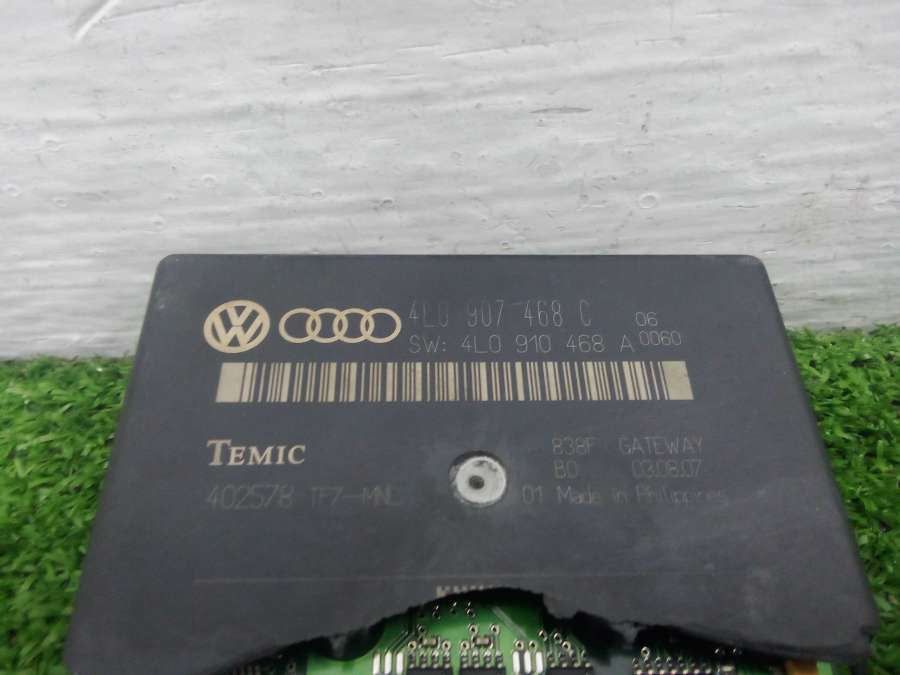 4L0 907 468 C 06
SW: 4L0 910 468 A 0060
TEMIC 838F GATEWAY
B0 03.08.07
402578 TF7-MNL 01 Made in Philippines